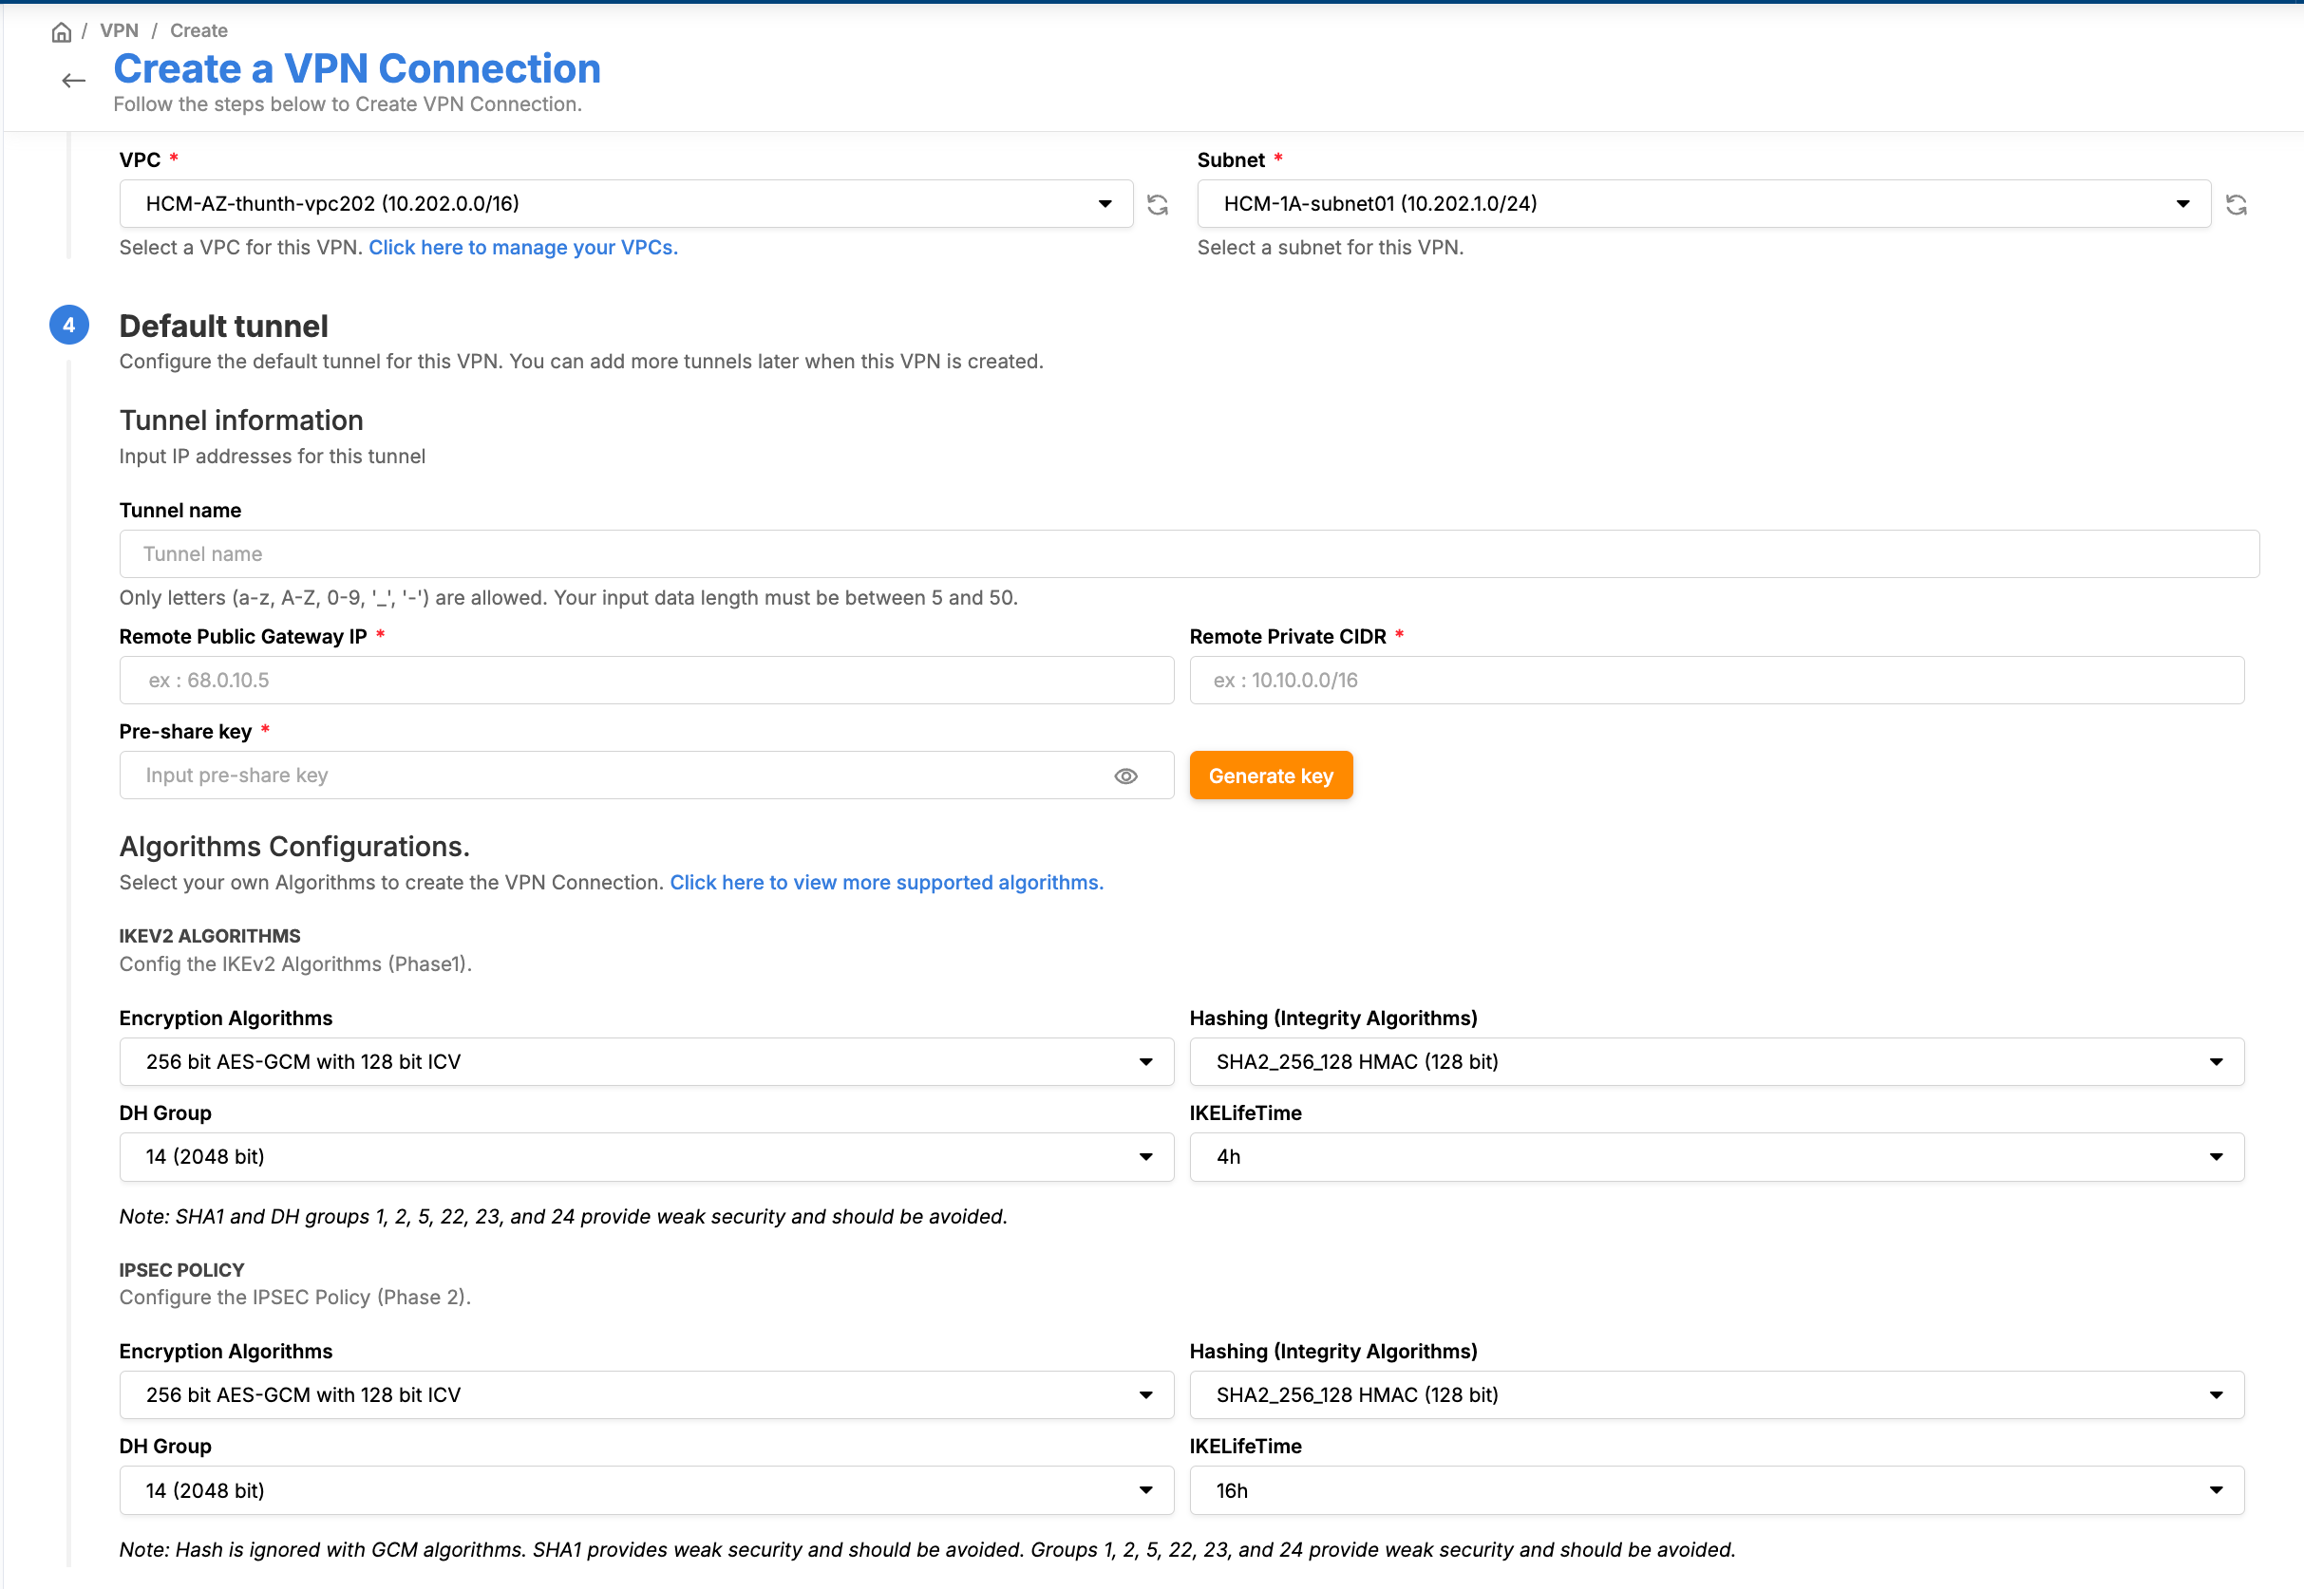 / VPN / Create
Create a VPN Connection
Follow the steps below to Create VPN Connection.
VPC *
Subnet *
HCM-AZ-thunth-vpc202 (10.202.0.0/16)
HCM-1A-subnet01 (10.202.1.0/24)
Select a VPC for this VPN. Click here to manage your VPCs.
Select a subnet for this VPN.
4
Default tunnel
Configure the default tunnel for this VPN. You can add more tunnels later when this VPN is created.
Tunnel information
Input IP addresses for this tunnel
Tunnel name
Tunnel name
Only letters (a-z, A-Z, 0-9, '_', '-') are allowed. Your input data length must be between 5 and 50.
Remote Public Gateway IP *
Remote Private CIDR *
ex : 68.0.10.5
ex : 10.10.0.0/16
Pre-share key *
Input pre-share key
Generate key
Algorithms Configurations.
Select your own Algorithms to create the VPN Connection. Click here to view more supported algorithms.
IKEV2 ALGORITHMS
Config the IKEv2 Algorithms (Phase1).
Encryption Algorithms
Hashing (Integrity Algorithms)
256 bit AES-GCM with 128 bit ICV
SHA2_256_128 HMAC (128 bit)
DH Group
IKELifeTime
14 (2048 bit)
4h
Note: SHA1 and DH groups 1, 2, 5, 22, 23, and 24 provide weak security and should be avoided.
IPSEC POLICY
Configure the IPSEC Policy (Phase 2).
Encryption Algorithms
Hashing (Integrity Algorithms)
256 bit AES-GCM with 128 bit ICV
SHA2_256_128 HMAC (128 bit)
DH Group
IKELifeTime
14 (2048 bit)
16h
Note: Hash is ignored with GCM algorithms. SHA1 provides weak security and should be avoided. Groups 1, 2, 5, 22, 23, and 24 provide weak security and should be avoided.